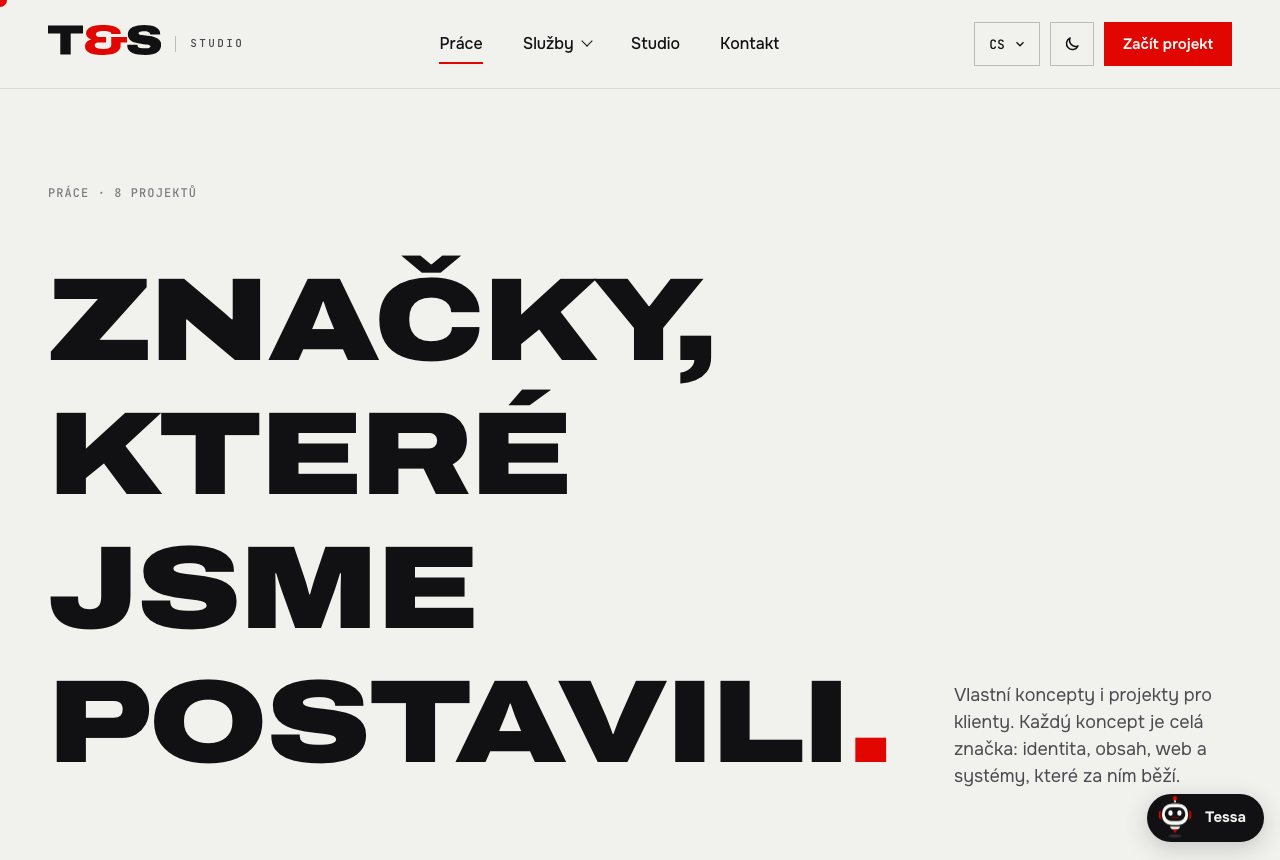 T&S STUDIO
Práce
Služby
Studio
Kontakt
CS
Začít projekt
PRÁCE · 8 PROJEKTŮ
ZNAČKY,
KTERÉ
JSME
POSTAVILI.
Vlastní koncepty i projekty pro
klienty. Každý koncept je celá
značka: identita, obsah, web a
systémy, které za ním běží.
Tessa